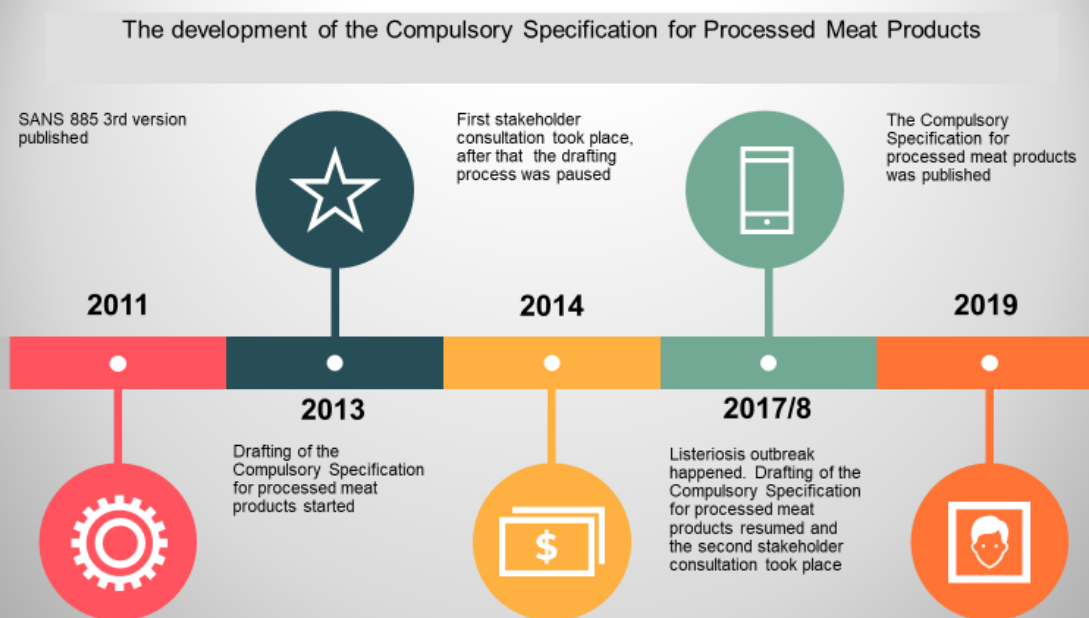 The development of the Compulsory Specification for Processed Meat Products
SANS 885 3rd version
published
2011
2013
Drafting of the
Compulsory Specification
for processed meat
products started
First stakeholder
consultation took place,
after that the drafting
process was paused
2014
$
2017/8
Listeriosis outbreak
happened. Drafting of the
Compulsory Specification
for processed meat
products resumed and
the second stakeholder
consultation took place
The Compulsory
Specification for
processed meat products
was published
2019